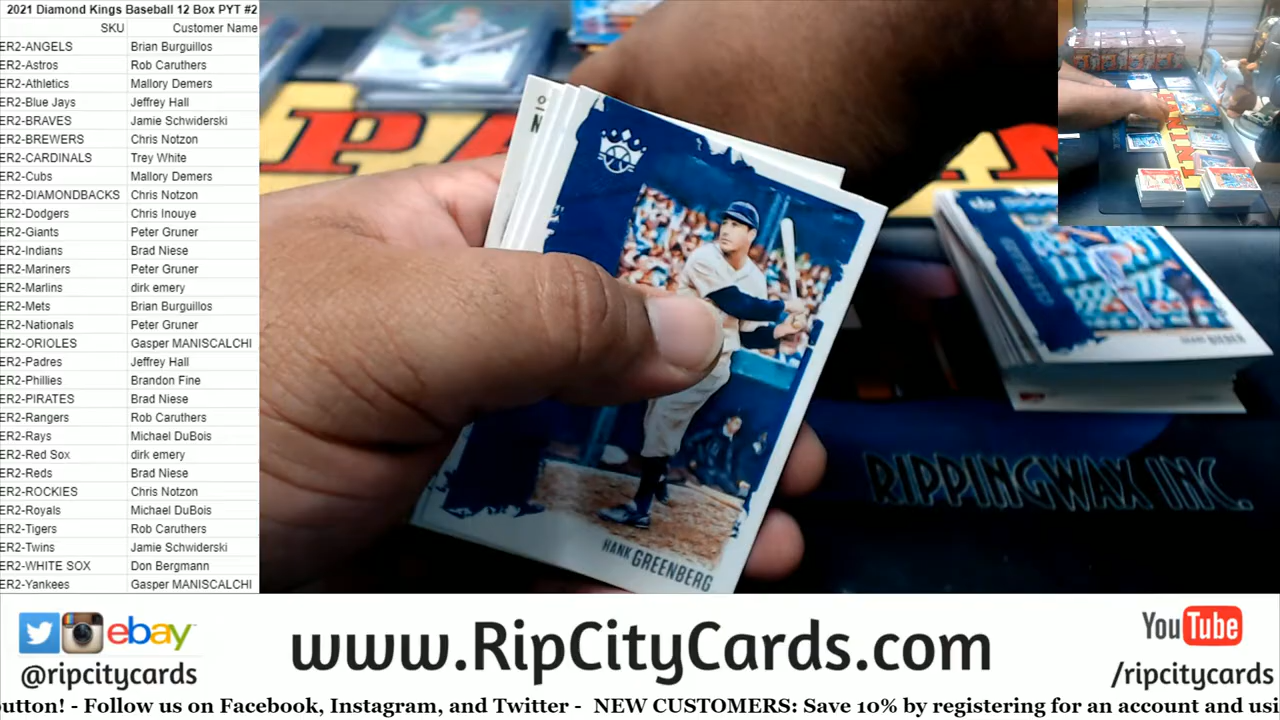 2021 Diamond Kings Baseball 12 Box PYT #2
SKU Customer Name
ER2-ANGELS Brian Burguillos
ER2-Astros Rob Caruthers
ER2-Athletics Mallory Demers
ER2-Blue Jays Jeffrey Hall
ER2-BRAVES Jamie Schwiderski
ER2-BREWERS Chris Notzon
ER2-CARDINALS Trey White
ER2-Cubs Mallory Demers
ER2-DIAMONDBACKS Chris Notzon
ER2-Dodgers Chris Inouye
ER2-Giants Peter Gruner
ER2-Indians Brad Niese
ER2-Mariners Peter Gruner
ER2-Marlins dirk emery
ER2-Mets Brian Burguillos
ER2-Nationals Peter Gruner
ER2-ORIOLES Gasper MANISCALCHI
ER2-Padres Jeffrey Hall
ER2-Phillies Brandon Fine
ER2-PIRATES Brad Niese
ER2-Rangers Rob Caruthers
ER2-Rays Michael DuBois
ER2-Red Sox dirk emery
ER2-Reds Brad Niese
ER2-ROCKIES Chris Notzon
ER2-Royals Michael DuBois
ER2-Tigers Rob Caruthers
ER2-Twins Jamie Schwiderski
ER2-WHITE SOX Don Bergmann
ER2-Yankees Gasper MANISCALCHI
HANK GREENBERG
BIEBER
RIPPINGWAX INC.
ebay
@ripcitycards
www.RipCityCards.com
YouTube
/ripcitycards
utton! - Follow us on Facebook, Instagram, and Twitter - NEW CUSTOMERS: Save 10% by registering for an account and usi